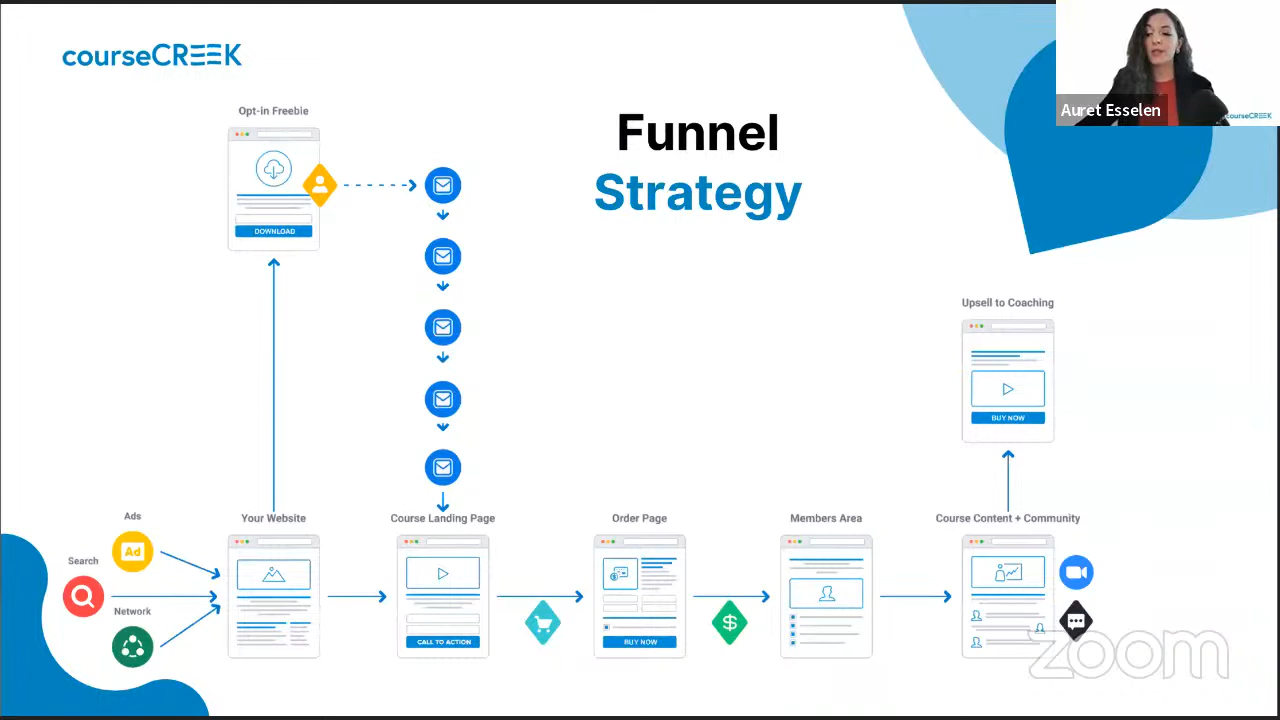 courseCREEK
Auret Esselen
courseCREEK
Opt-in Freebie
Funnel
Strategy
DOWNLOAD
Upsell to Coaching
BUY NOW
Ads
Ad
Search
Network
Your Website
Course Landing Page
CALL TO ACTION
Order Page
$
BUY NOW
$
Members Area
Course Content + Community
zoom